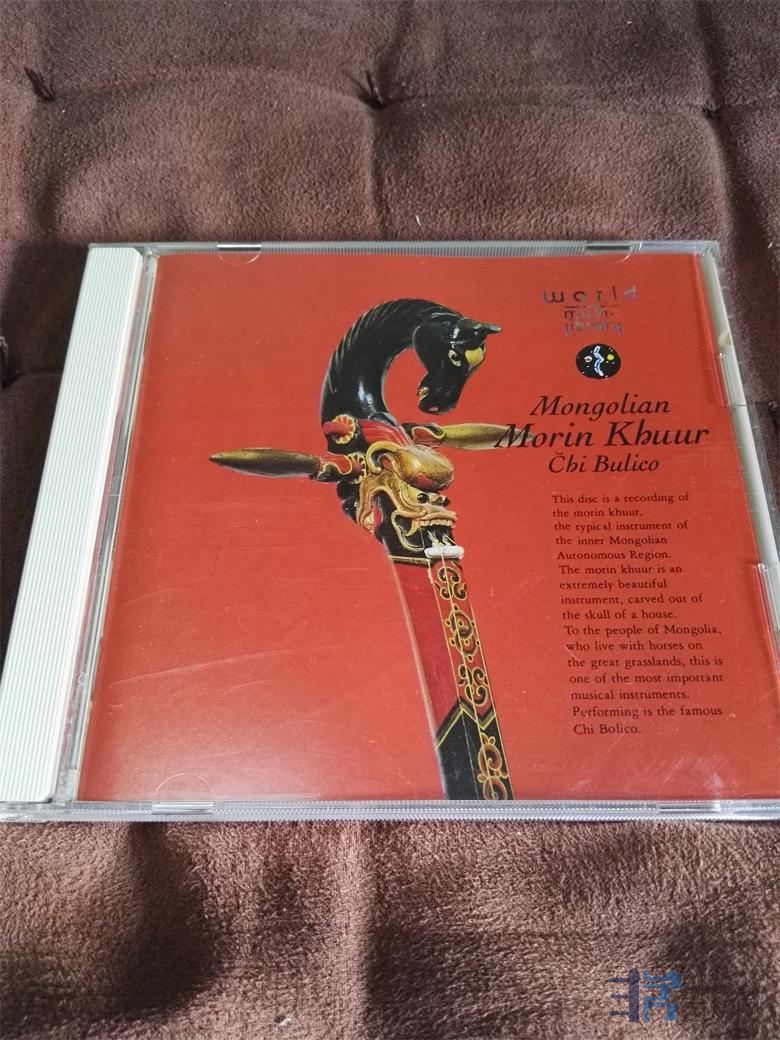 world
music
library
Mongolian
Morin Khuur
Čhi Bulico
This disc is a recording of
the morin khuur,
the typical instrument of
the inner Mongolian
Autonomous Region.
The morin khuur is an
extremely beautiful
instrument, carved out of
the skull of a house.
To the people of Mongolia,
who live with horses on
the great grasslands, this is
one of the most important
musical instruments.
Performing is the famous
Chi Bolico.